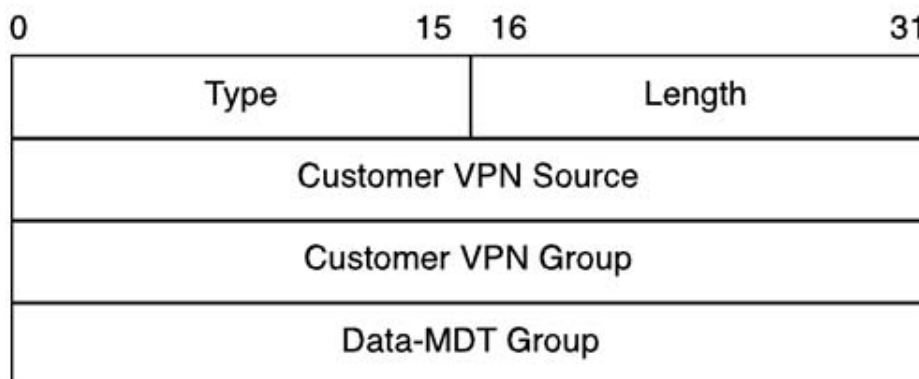 0 15 16 31
Type Length
Customer VPN Source
Customer VPN Group
Data-MDT Group